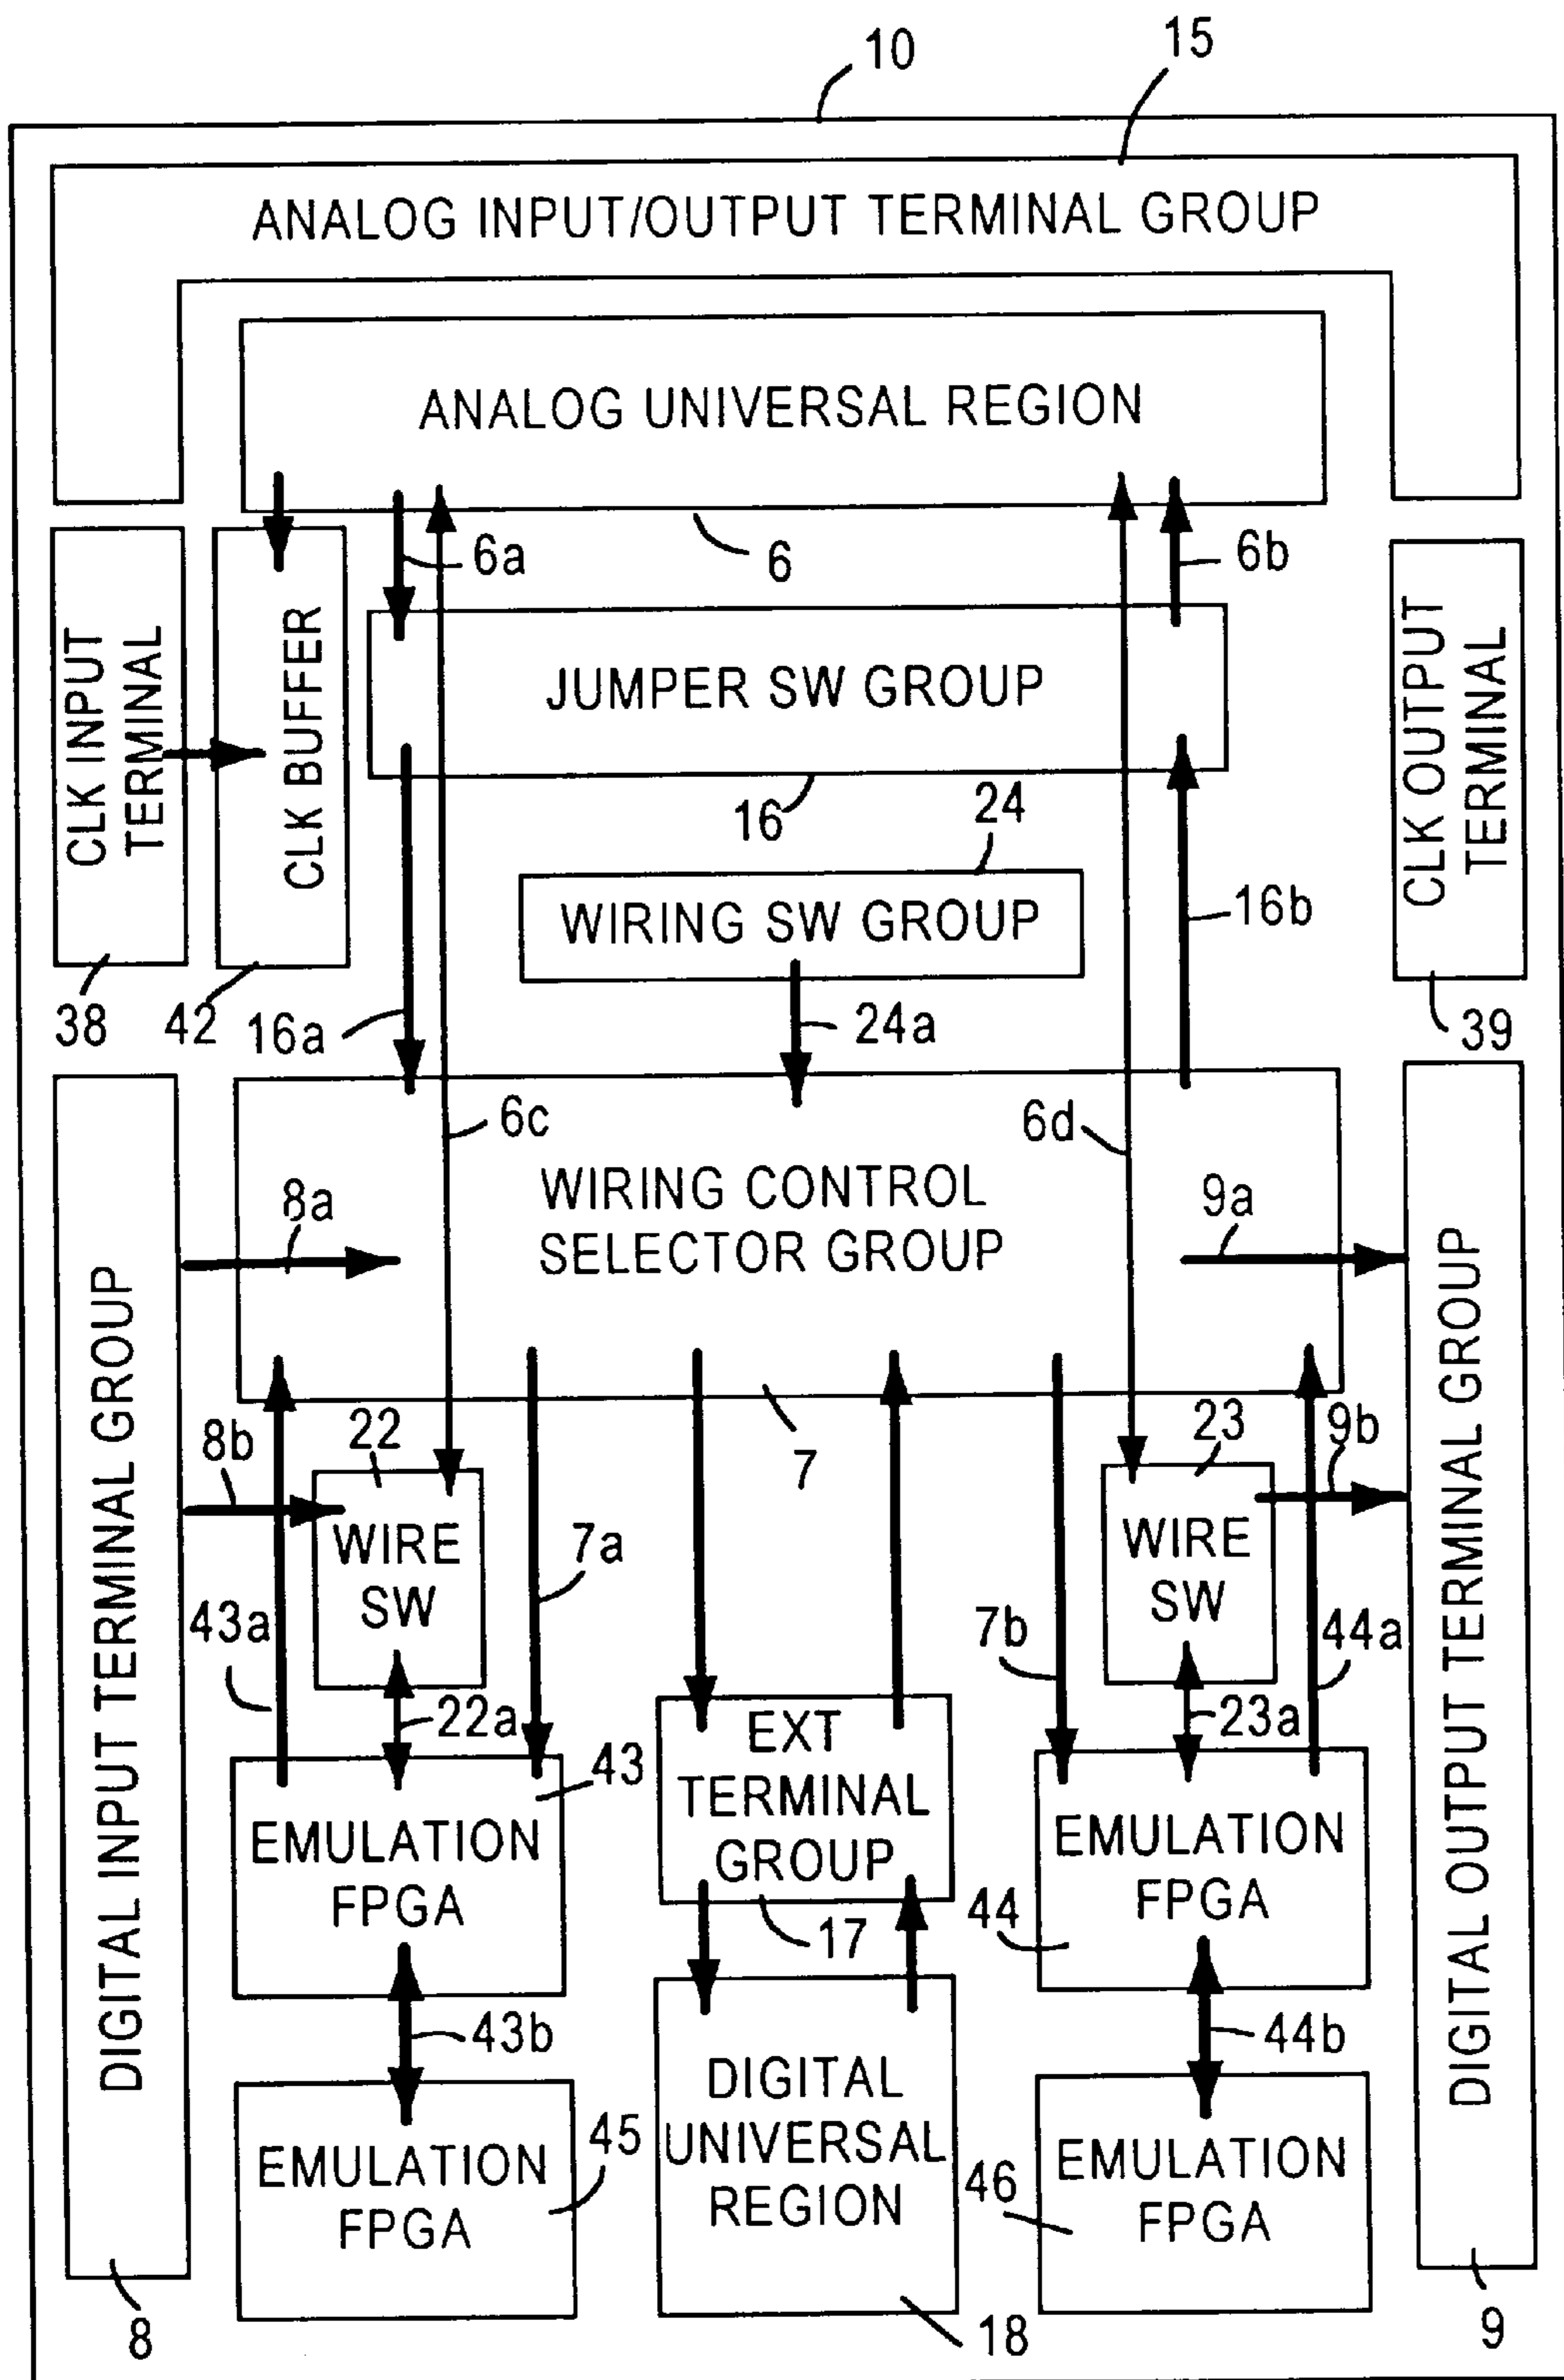 10
15
ANALOG INPUT/OUTPUT TERMINAL GROUP
ANALOG UNIVERSAL REGION
6a
6
6b
CLK INPUT
TERMINAL
CLK BUFFER
JUMPER SW GROUP
CLK OUTPUT
TERMINAL
16
24
WIRING SW GROUP
16b
38
42
16a
24a
39
6c
6d
8a
WIRING CONTROL
SELECTOR GROUP
9a
DIGITAL INPUT TERMINAL GROUP
DIGITAL OUTPUT TERMINAL GROUP
8b
22
7
23
9b
WIRE
SW
7a
WIRE
SW
43a
7b
44a
22a
23a
43
EXT
TERMINAL
GROUP
EMULATION
FPGA
EMULATION
FPGA
44
17
43b
44b
DIGITAL
UNIVERSAL
REGION
45
EMULATION
FPGA
46
EMULATION
FPGA
8
18
9